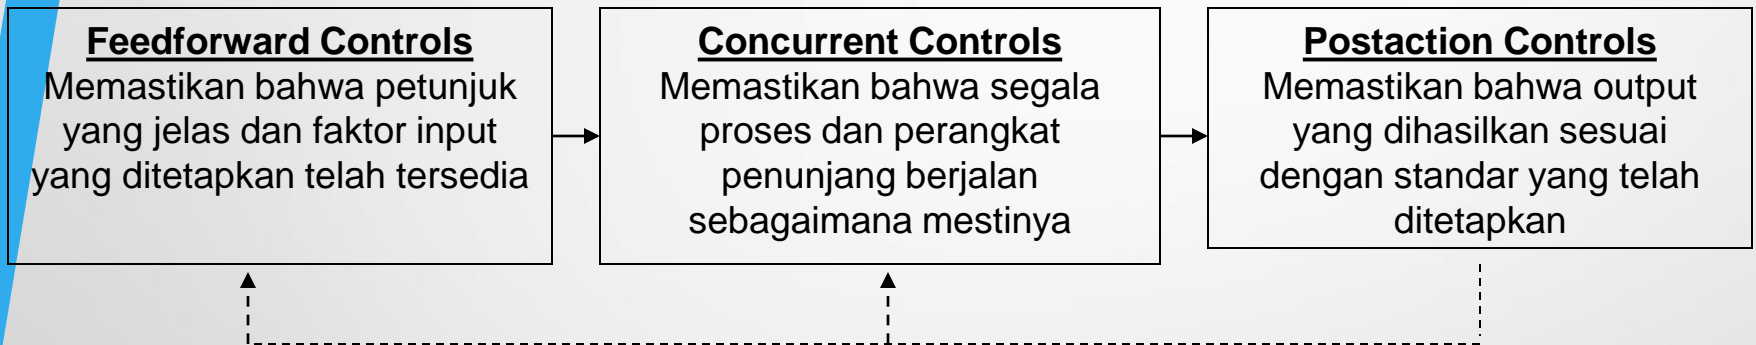 Feedforward Controls
Memastikan bahwa petunjuk
yang jelas dan faktor input
yang ditetapkan telah tersedia
Concurrent Controls
Memastikan bahwa segala
proses dan perangkat
penunjang berjalan
sebagaimana mestinya
Postaction Controls
Memastikan bahwa output
yang dihasilkan sesuai
dengan standar yang telah
ditetapkan